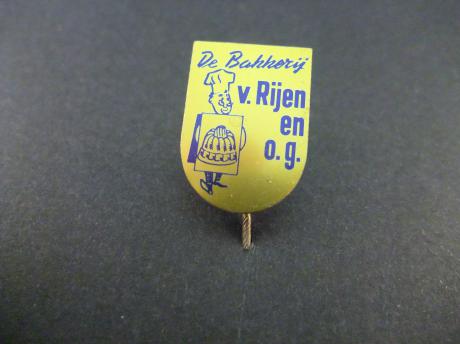 De Bakkerij
v. Rijen
en
o.g.